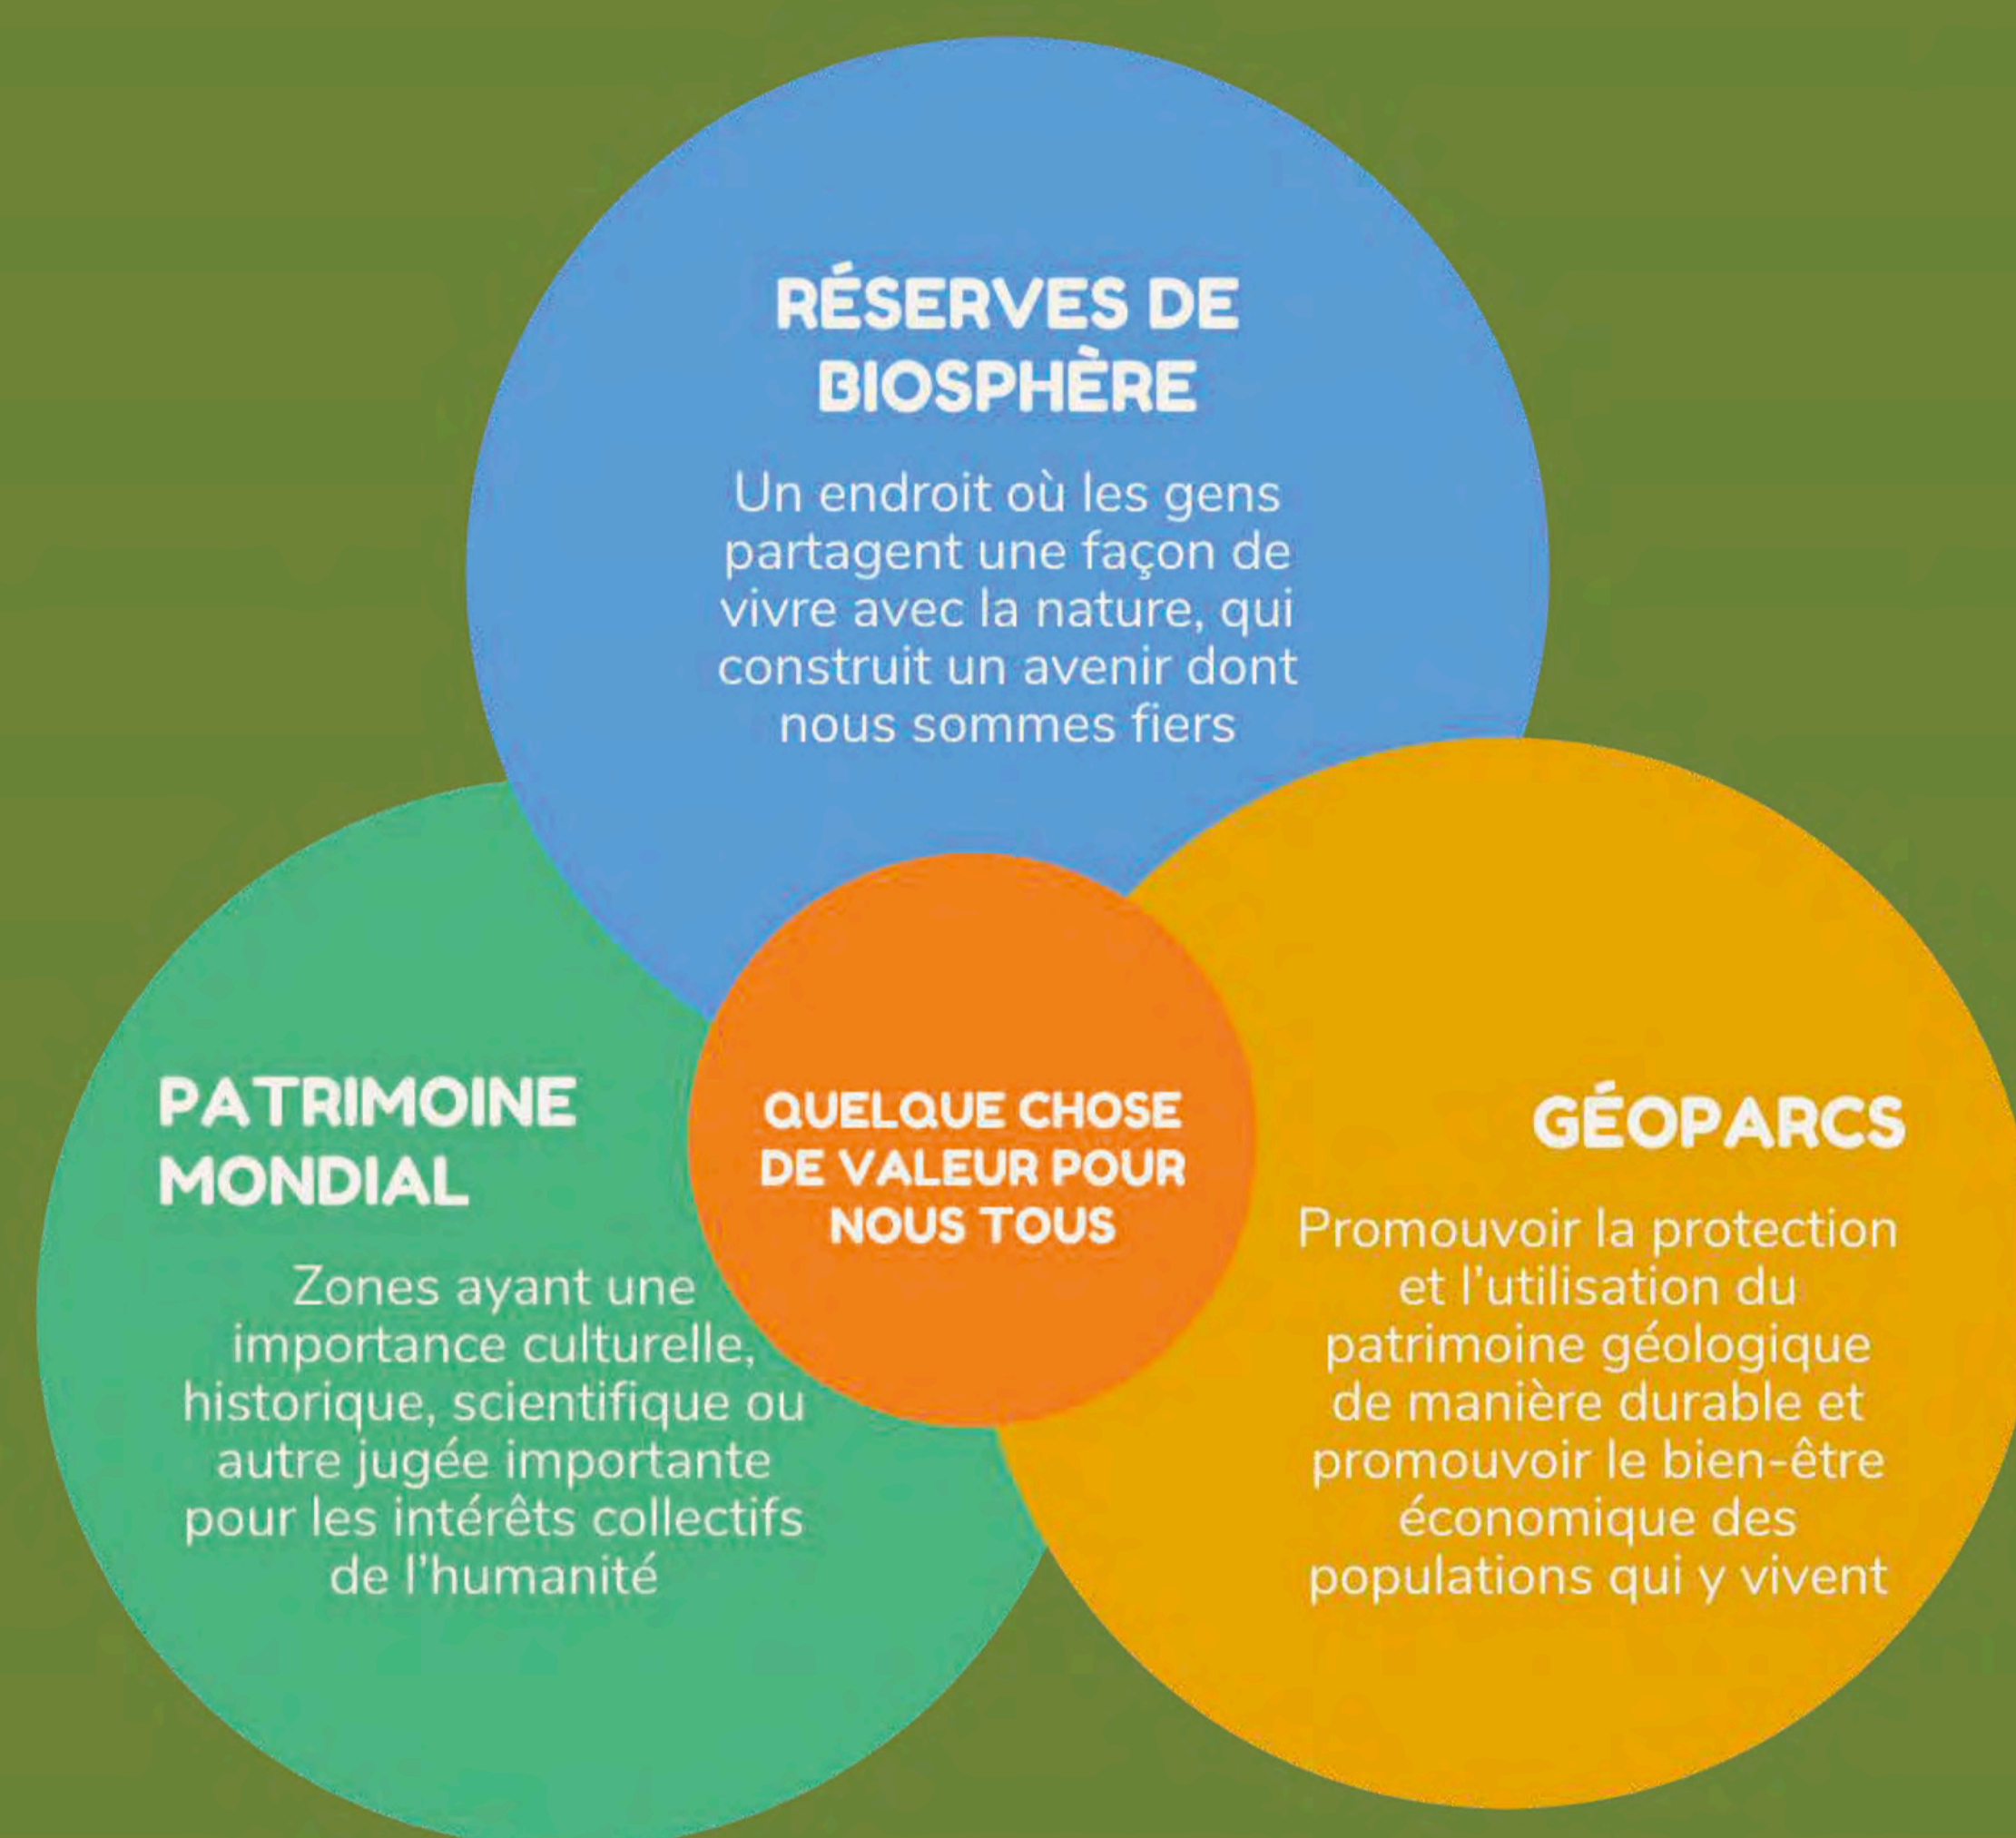 RÉSERVES DE
BIOSPHÈRE
Un endroit où les gens
partagent une façon de
vivre avec la nature, qui
construit un avenir dont
nous sommes fiers
PATRIMOINE
MONDIAL
Zones ayant une
importance culturelle,
historique, scientifique ou
autre jugée importante
pour les intérêts collectifs
de l'humanité
QUELQUE CHOSE
DE VALEUR POUR
NOUS TOUS
GÉOPARCS
Promouvoir la protection
et l'utilisation du
patrimoine géologique
de manière durable et
promouvoir le bien-être
économique des
populations qui y vivent